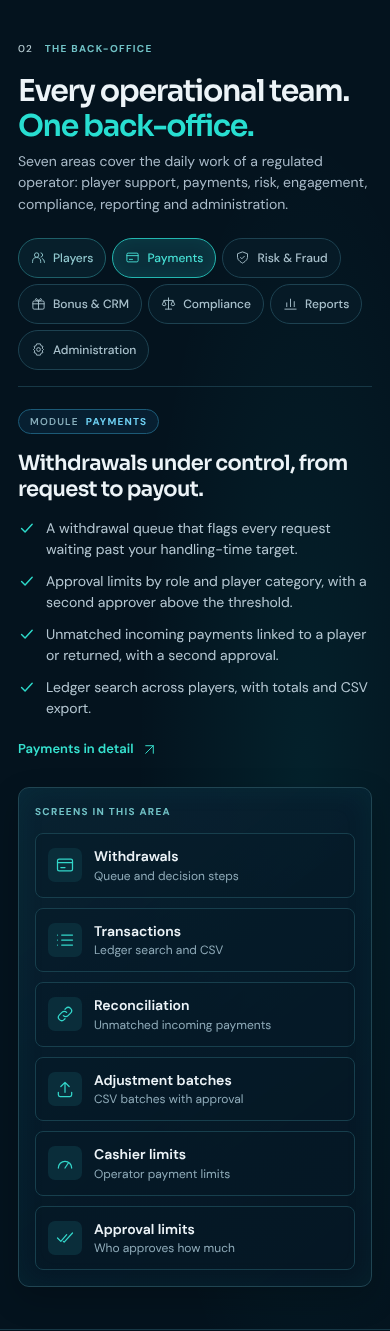 02 THE BACK-OFFICE
Every operational team.
One back-office.
Seven areas cover the daily work of a regulated
operator: player support, payments, risk, engagement,
compliance, reporting and administration.
Players Payments Risk & Fraud
Bonus & CRM Compliance Reports
Administration
MODULE PAYMENTS
Withdrawals under control, from
request to payout.
A withdrawal queue that flags every request
waiting past your handling-time target.
Approval limits by role and player category, with a
second approver above the threshold.
Unmatched incoming payments linked to a player
or returned, with a second approval.
Ledger search across players, with totals and CSV
export.
Payments in detail
SCREENS IN THIS AREA
Withdrawals
Queue and decision steps
Transactions
Ledger search and CSV
Reconciliation
Unmatched incoming payments
Adjustment batches
CSV batches with approval
Cashier limits
Operator payment limits
Approval limits
Who approves how much